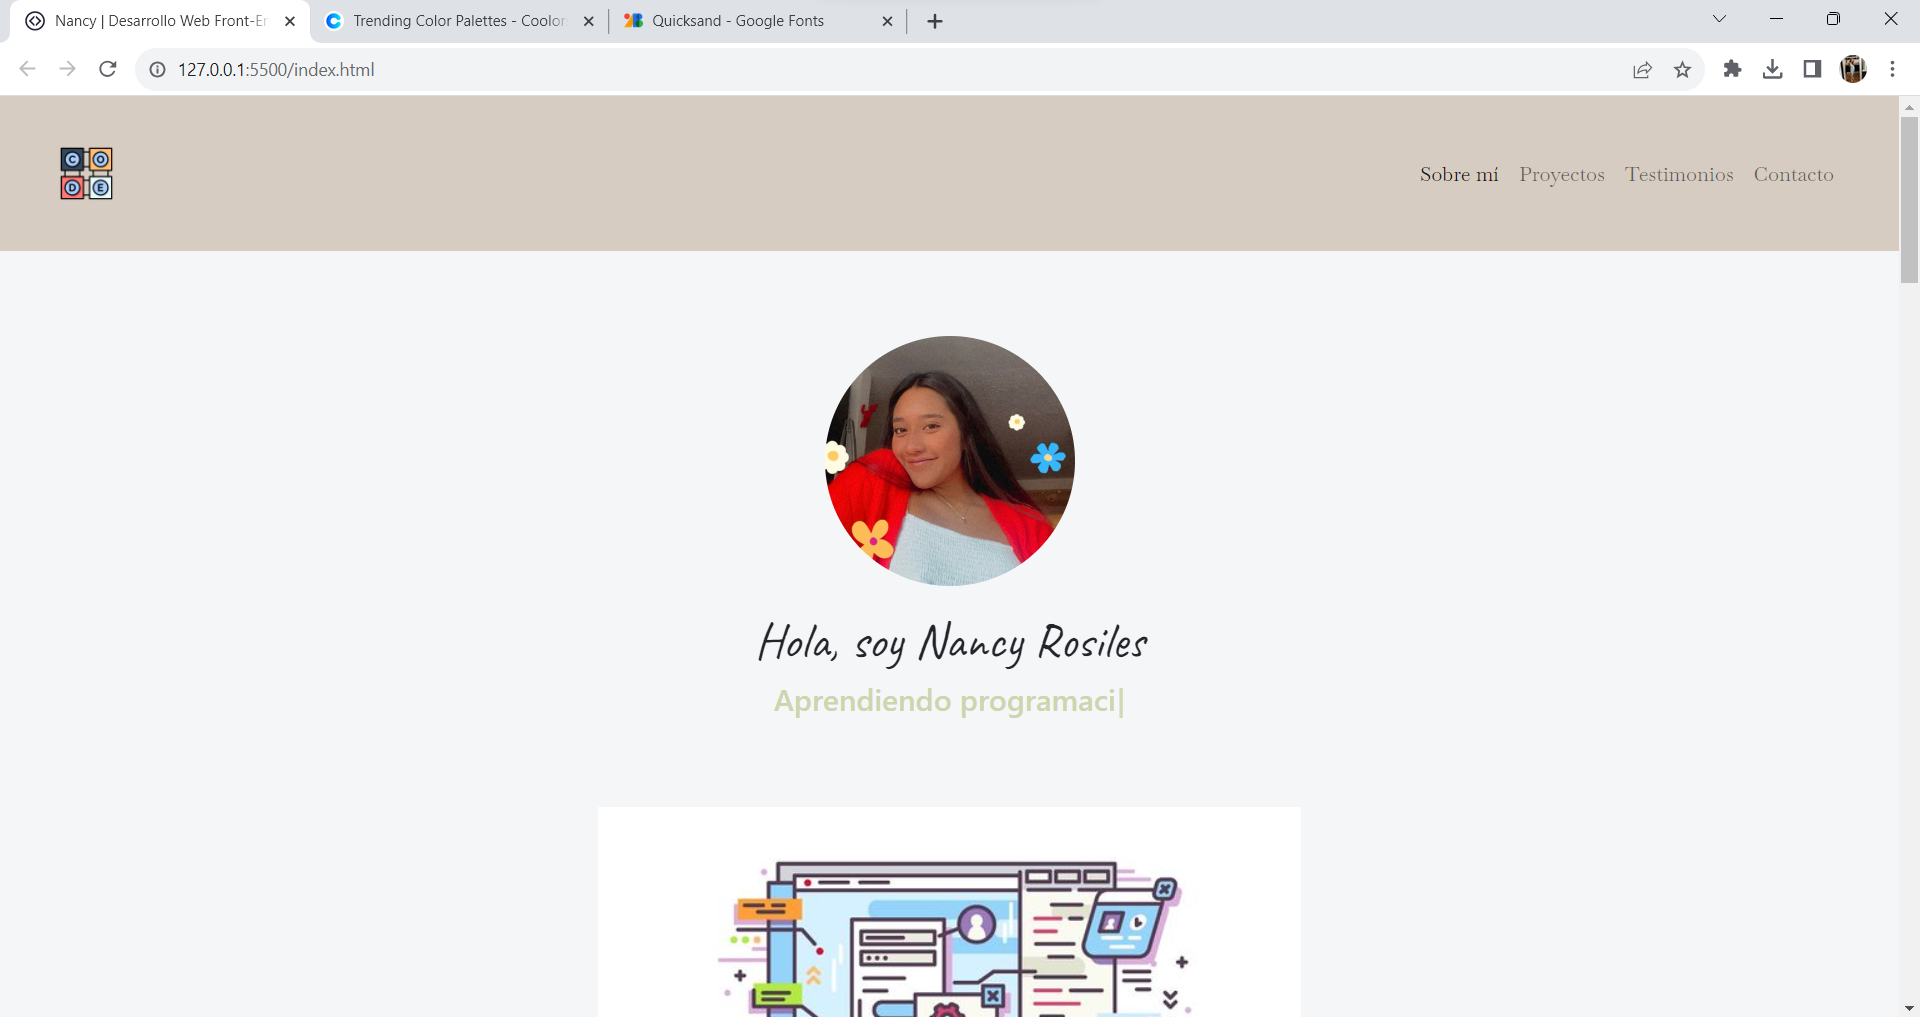 Nancy | Desarrollo Web Front-En
Trending Color Palettes - Coolor
Quicksand - Google Fonts
127.0.0.1:5500/index.html
C O
D E
Sobre mí Proyectos Testimonios Contacto
Hola, soy Nancy Rosiles
Aprendiendo programaci|